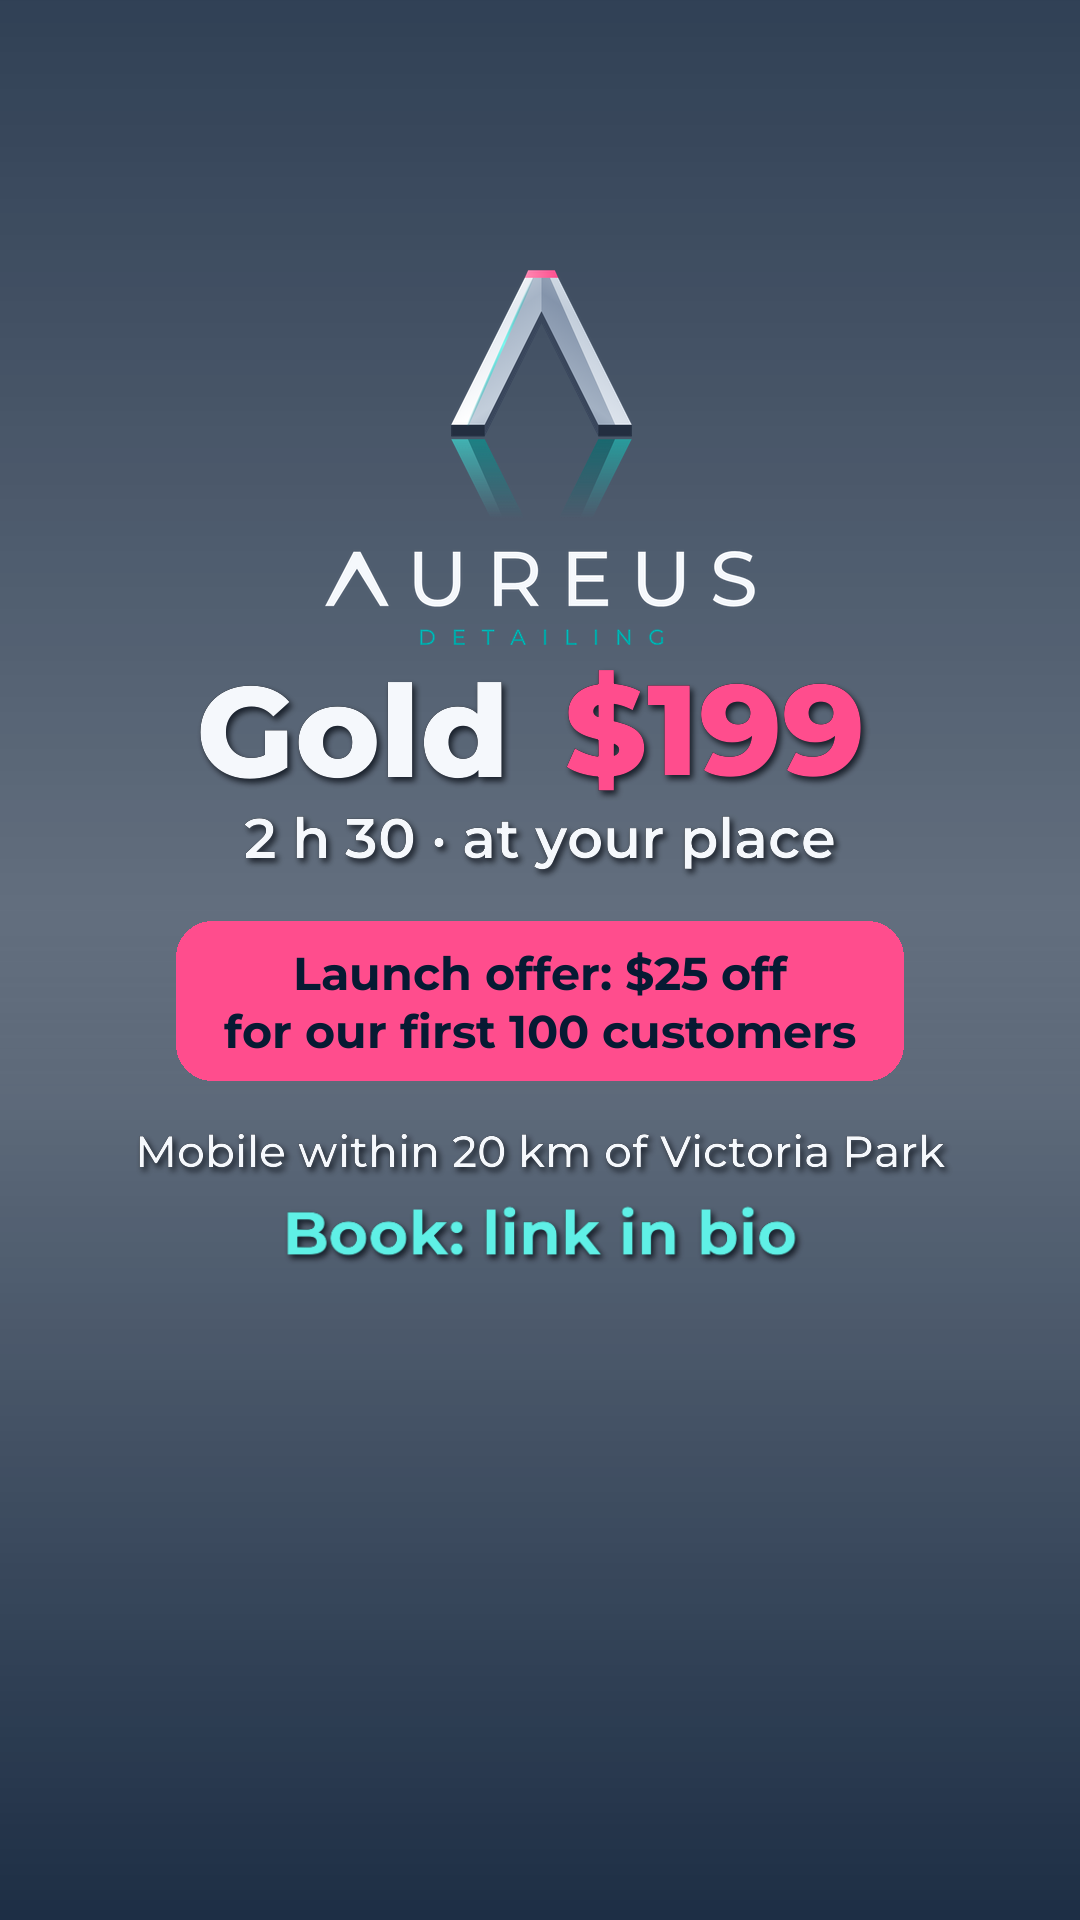 AUREUS
DETAILING
Gold $199
2 h 30 · at your place
Launch offer: $25 off
for our first 100 customers
Mobile within 20 km of Victoria Park
Book: link in bio